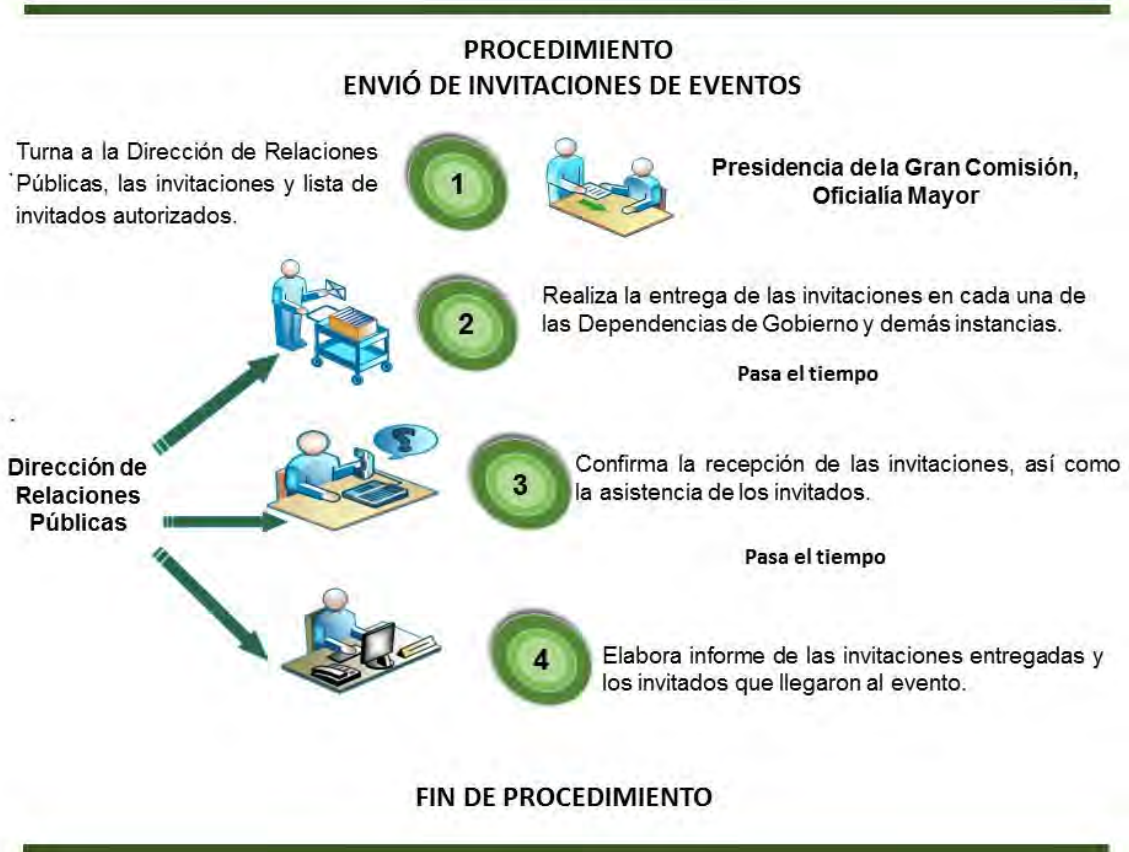 PROCEDIMIENTO
ENVIÓ DE INVITACIONES DE EVENTOS
Turna a la Dirección de Relaciones
Públicas, las invitaciones y lista de
invitados autorizados.
1
Presidencia de la Gran Comisión,
Oficialía Mayor
2
Realiza la entrega de las invitaciones en cada una de
las Dependencias de Gobierno y demás instancias.
Pasa el tiempo
Dirección de
Relaciones
Públicas
?
3
Confirma la recepción de las invitaciones, así como
la asistencia de los invitados.
Pasa el tiempo
4
Elabora informe de las invitaciones entregadas y
los invitados que llegaron al evento.
FIN DE PROCEDIMIENTO